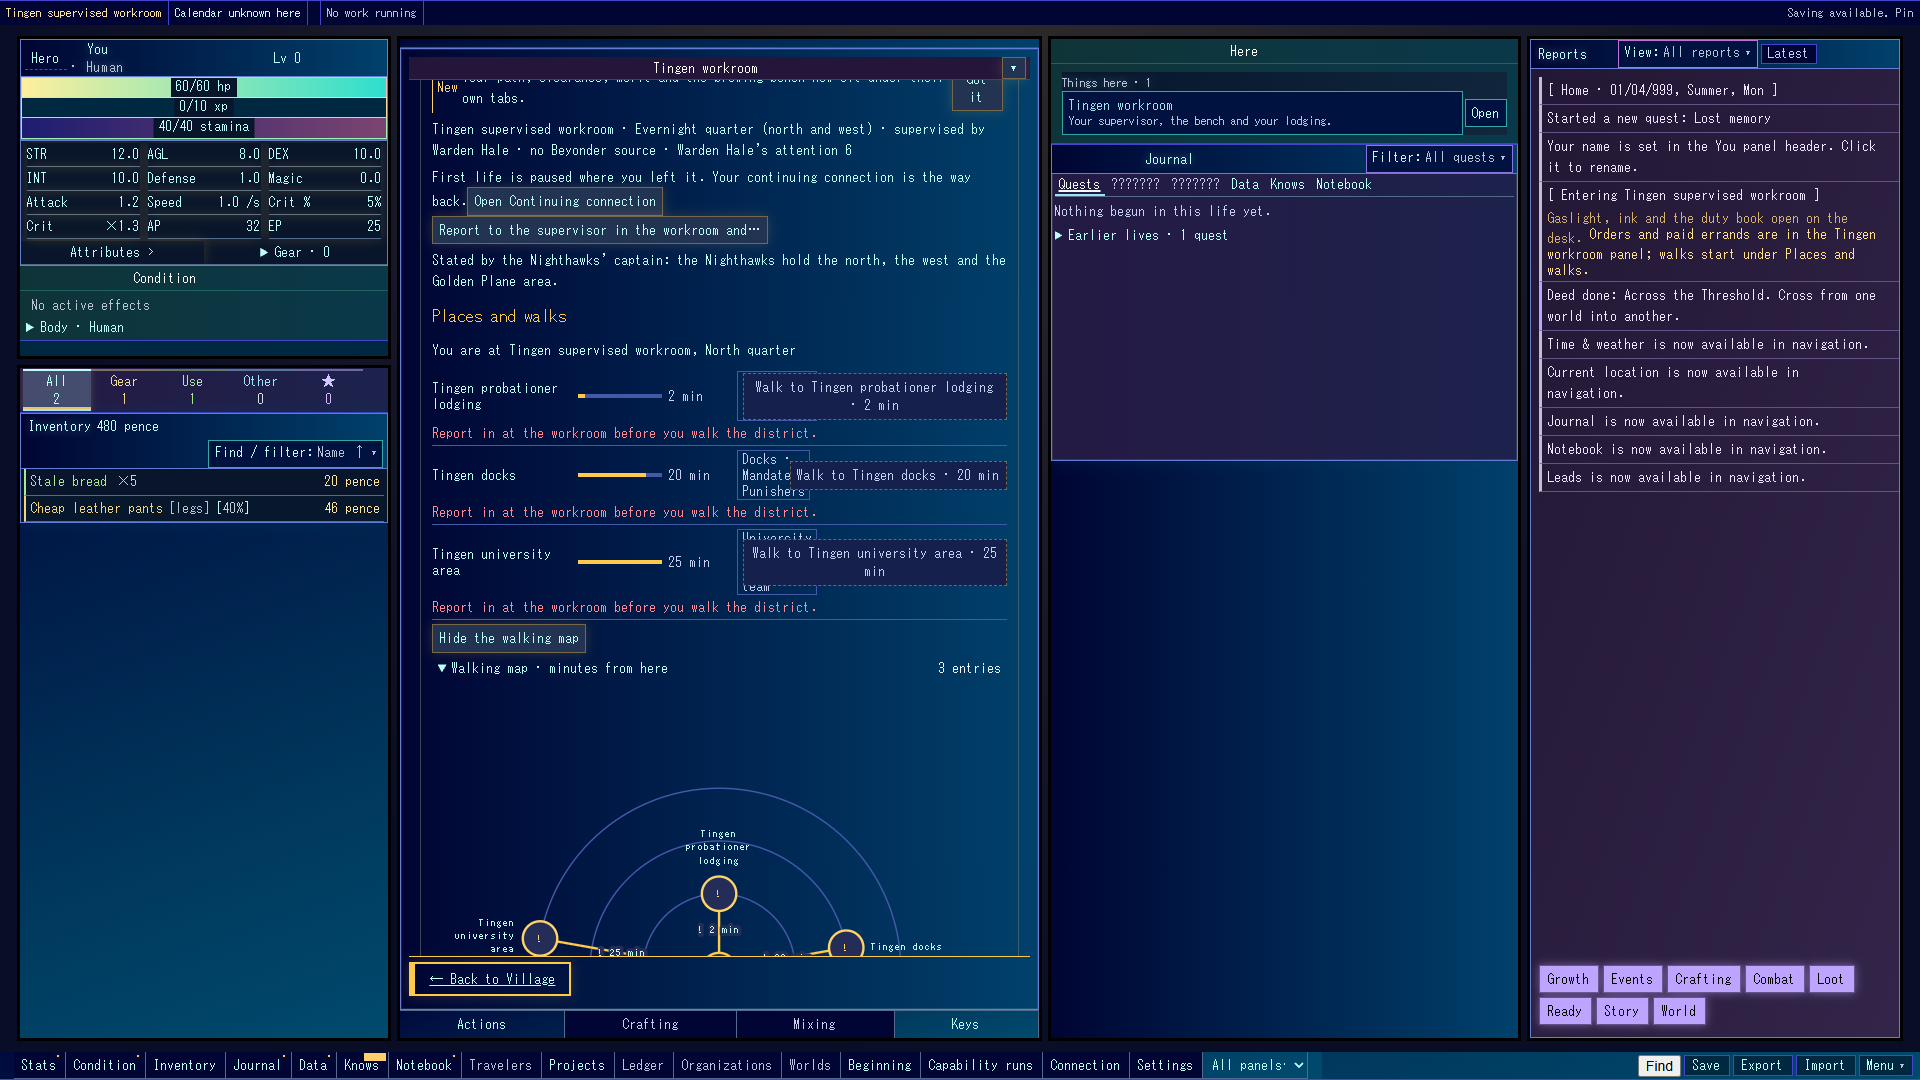 Tingen supervised workroom
Calendar unknown here
No work running
Saving available. Pin
Hero
You
Human
Lv 0
60/60 hp
0/10 xp
40/40 stamina
STR 12.0 AGL 8.0 DEX 10.0
INT 10.0 Defense 1.0 Magic 0.0
Attack 1.2 Speed 1.0 /s Crit % 5%
Crit ×1.3 AP 32 EP 25
Attributes >
▶ Gear · 0
Condition
No active effects
▶ Body · Human
All Gear Use Other ★
2 1 1 0 0
Inventory 480 pence
Find / filter: Name ↑ ▾
Stale bread ×5 20 pence
Cheap leather pants [legs] [40%] 46 pence
Tingen workroom
▾
New
own tabs.
it
Tingen supervised workroom · Evernight quarter (north and west) · supervised by
Warden Hale · no Beyonder source · Warden Hale's attention 6
First life is paused where you left it. Your continuing connection is the way
back. Open Continuing connection
Report to the supervisor in the workroom and…
Stated by the Nighthawks' captain: the Nighthawks hold the north, the west and the
Golden Plane area.
Places and walks
You are at Tingen supervised workroom, North quarter
Tingen probationer
lodging
2 min
Walk to Tingen probationer lodging
· 2 min
Report in at the workroom before you walk the district.
Tingen docks
20 min
Docks ·
Mandate
Punishers
Walk to Tingen docks · 20 min
Report in at the workroom before you walk the district.
Tingen university
area
25 min
University
Walk to Tingen university area · 25
min
team
Report in at the workroom before you walk the district.
Hide the walking map
▼ Walking map · minutes from here 3 entries
Tingen
probationer
lodging
!
! 2 min
Tingen
university
area
!
! 25 min
!
Tingen docks
← Back to Village
Actions
Crafting
Mixing
Keys
Here
Things here · 1
Tingen workroom
Your supervisor, the bench and your lodging.
Open
Journal
Filter: All quests ▾
Quests ??????? ??????? Data Knows Notebook
Nothing begun in this life yet.
▶ Earlier lives · 1 quest
Reports
View: All reports ▾
Latest
[ Home · 01/04/999, Summer, Mon ]
Started a new quest: Lost memory
Your name is set in the You panel header. Click
it to rename.
[ Entering Tingen supervised workroom ]
Gaslight, ink and the duty book open on the
desk. Orders and paid errands are in the Tingen
workroom panel; walks start under Places and
walks.
Deed done: Across the Threshold. Cross from one
world into another.
Time & weather is now available in navigation.
Current location is now available in
navigation.
Journal is now available in navigation.
Notebook is now available in navigation.
Leads is now available in navigation.
Growth Events Crafting Combat Loot
Ready Story World
Stats Condition Inventory Journal Data Knows Notebook Travelers Projects Ledger Organizations Worlds Beginning Capability runs Connection Settings All panels
Find Save Export Import Menu ▾